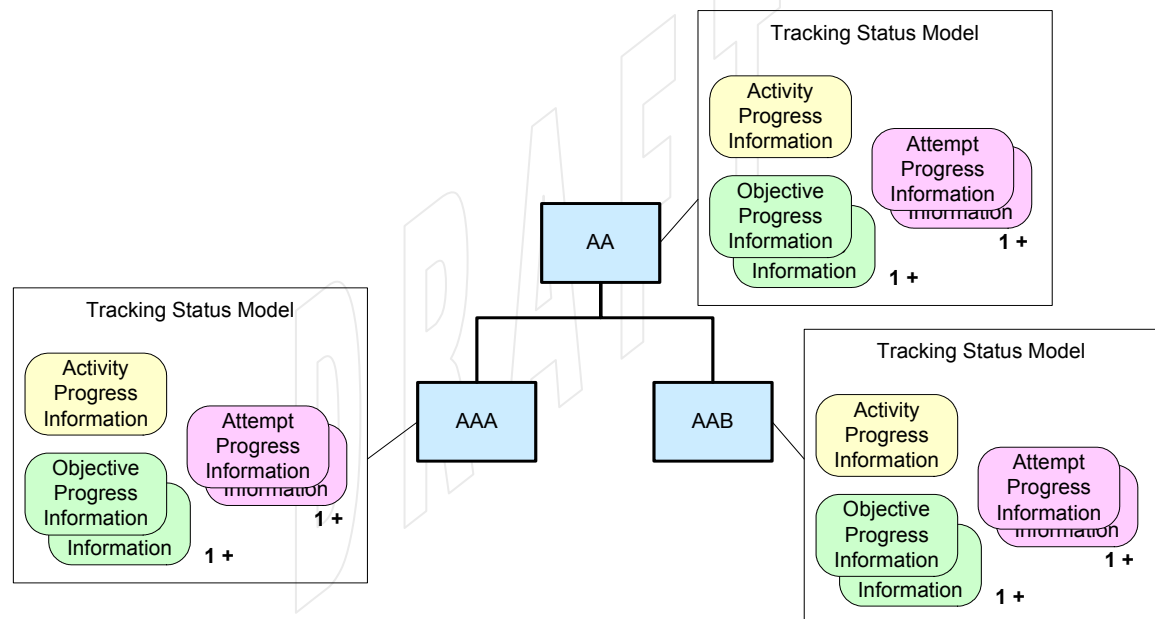 Tracking Status Model
Activity
Progress
Information
Attempt
Progress
Information
Information
1 +
Objective
Progress
Information
Information
1 +
AA
Tracking Status Model
Activity
Progress
Information
Attempt
Progress
Information
Information
1 +
Objective
Progress
Information
Information
1 +
AAA
AAB
Tracking Status Model
Activity
Progress
Information
Attempt
Progress
Information
Information
1 +
Objective
Progress
Information
Information
1 +
DRAFT